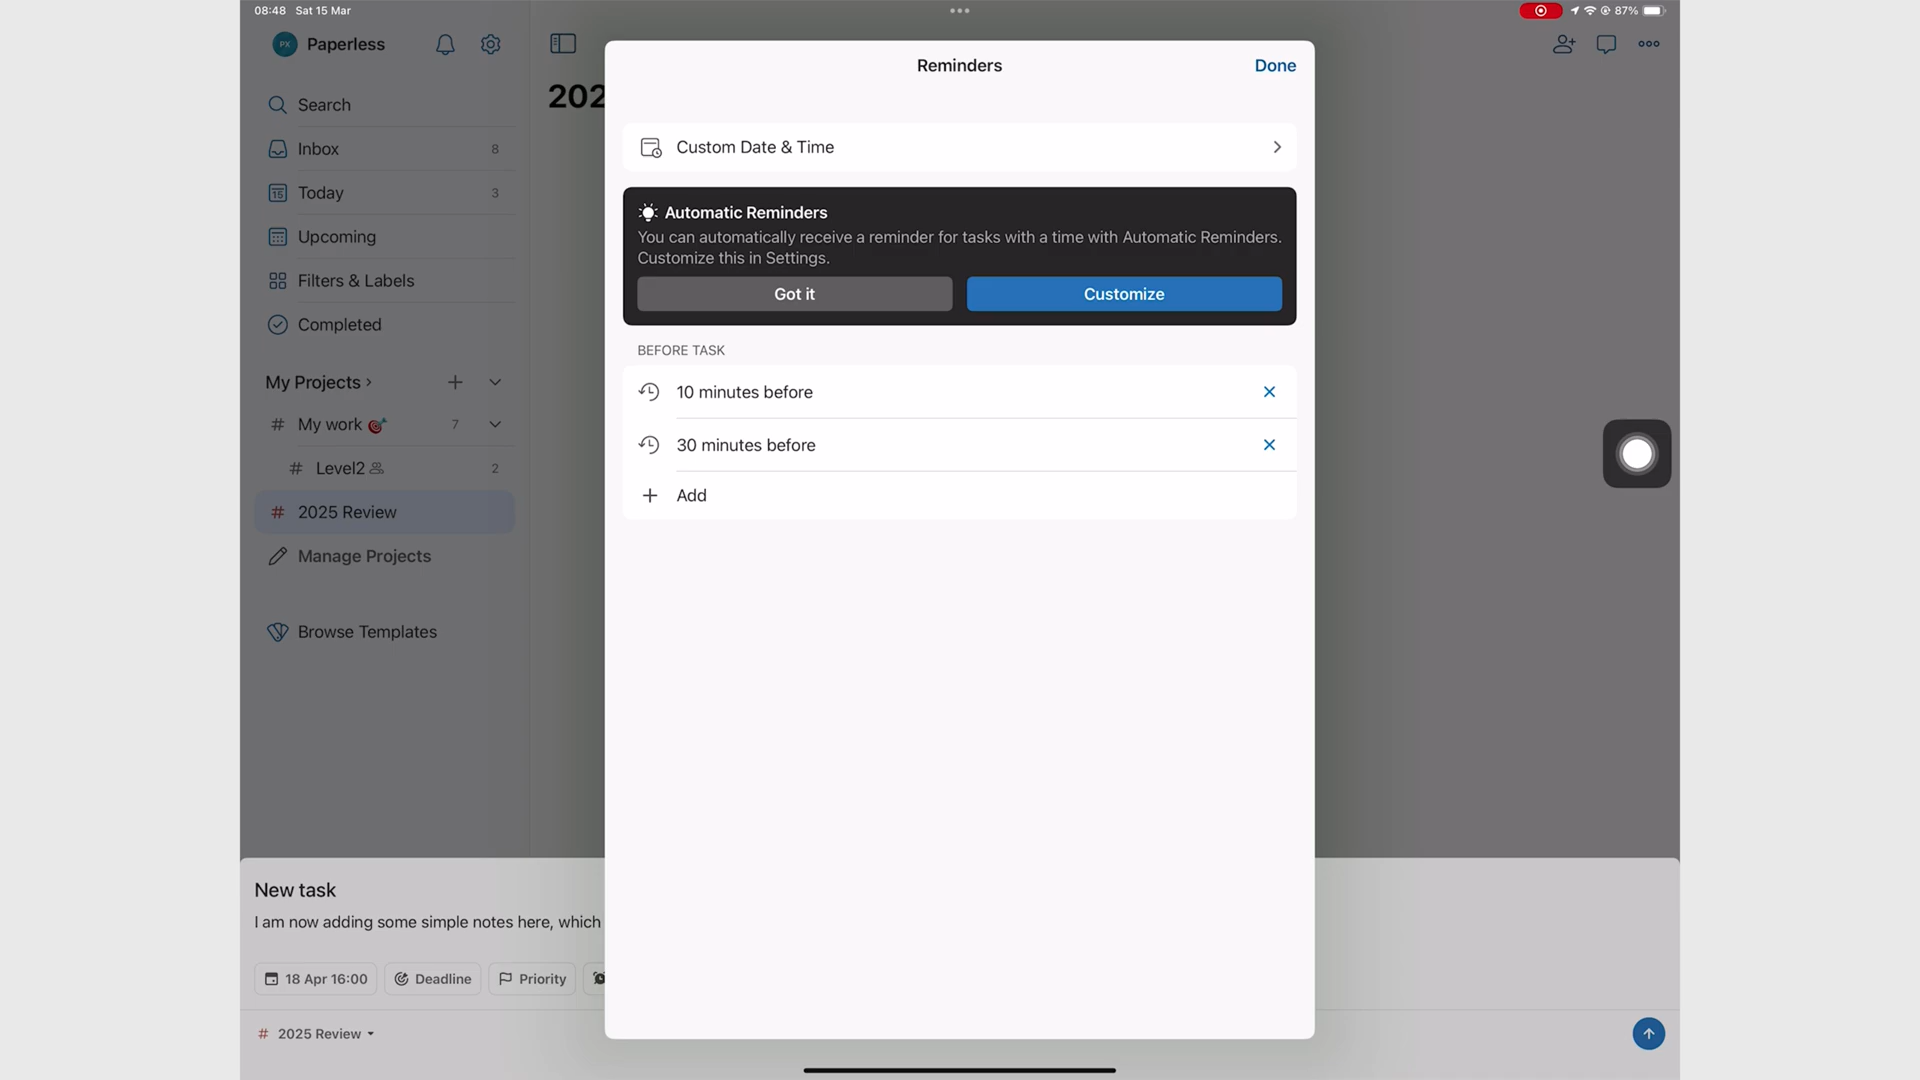 08:48 Sat 15 Mar
87%
PX Paperless
Search
Inbox 8
15 Today 3
Upcoming
Filters & Labels
Completed
My Projects
# My work 7
# Level2 2
# 2025 Review
Manage Projects
Browse Templates
202
Reminders
Done
Custom Date & Time
Automatic Reminders
You can automatically receive a reminder for tasks with a time with Automatic Reminders.
Customize this in Settings.
Got it
Customize
BEFORE TASK
10 minutes before
30 minutes before
Add
New task
I am now adding some simple notes here, which
18 Apr 16:00
Deadline
Priority
# 2025 Review